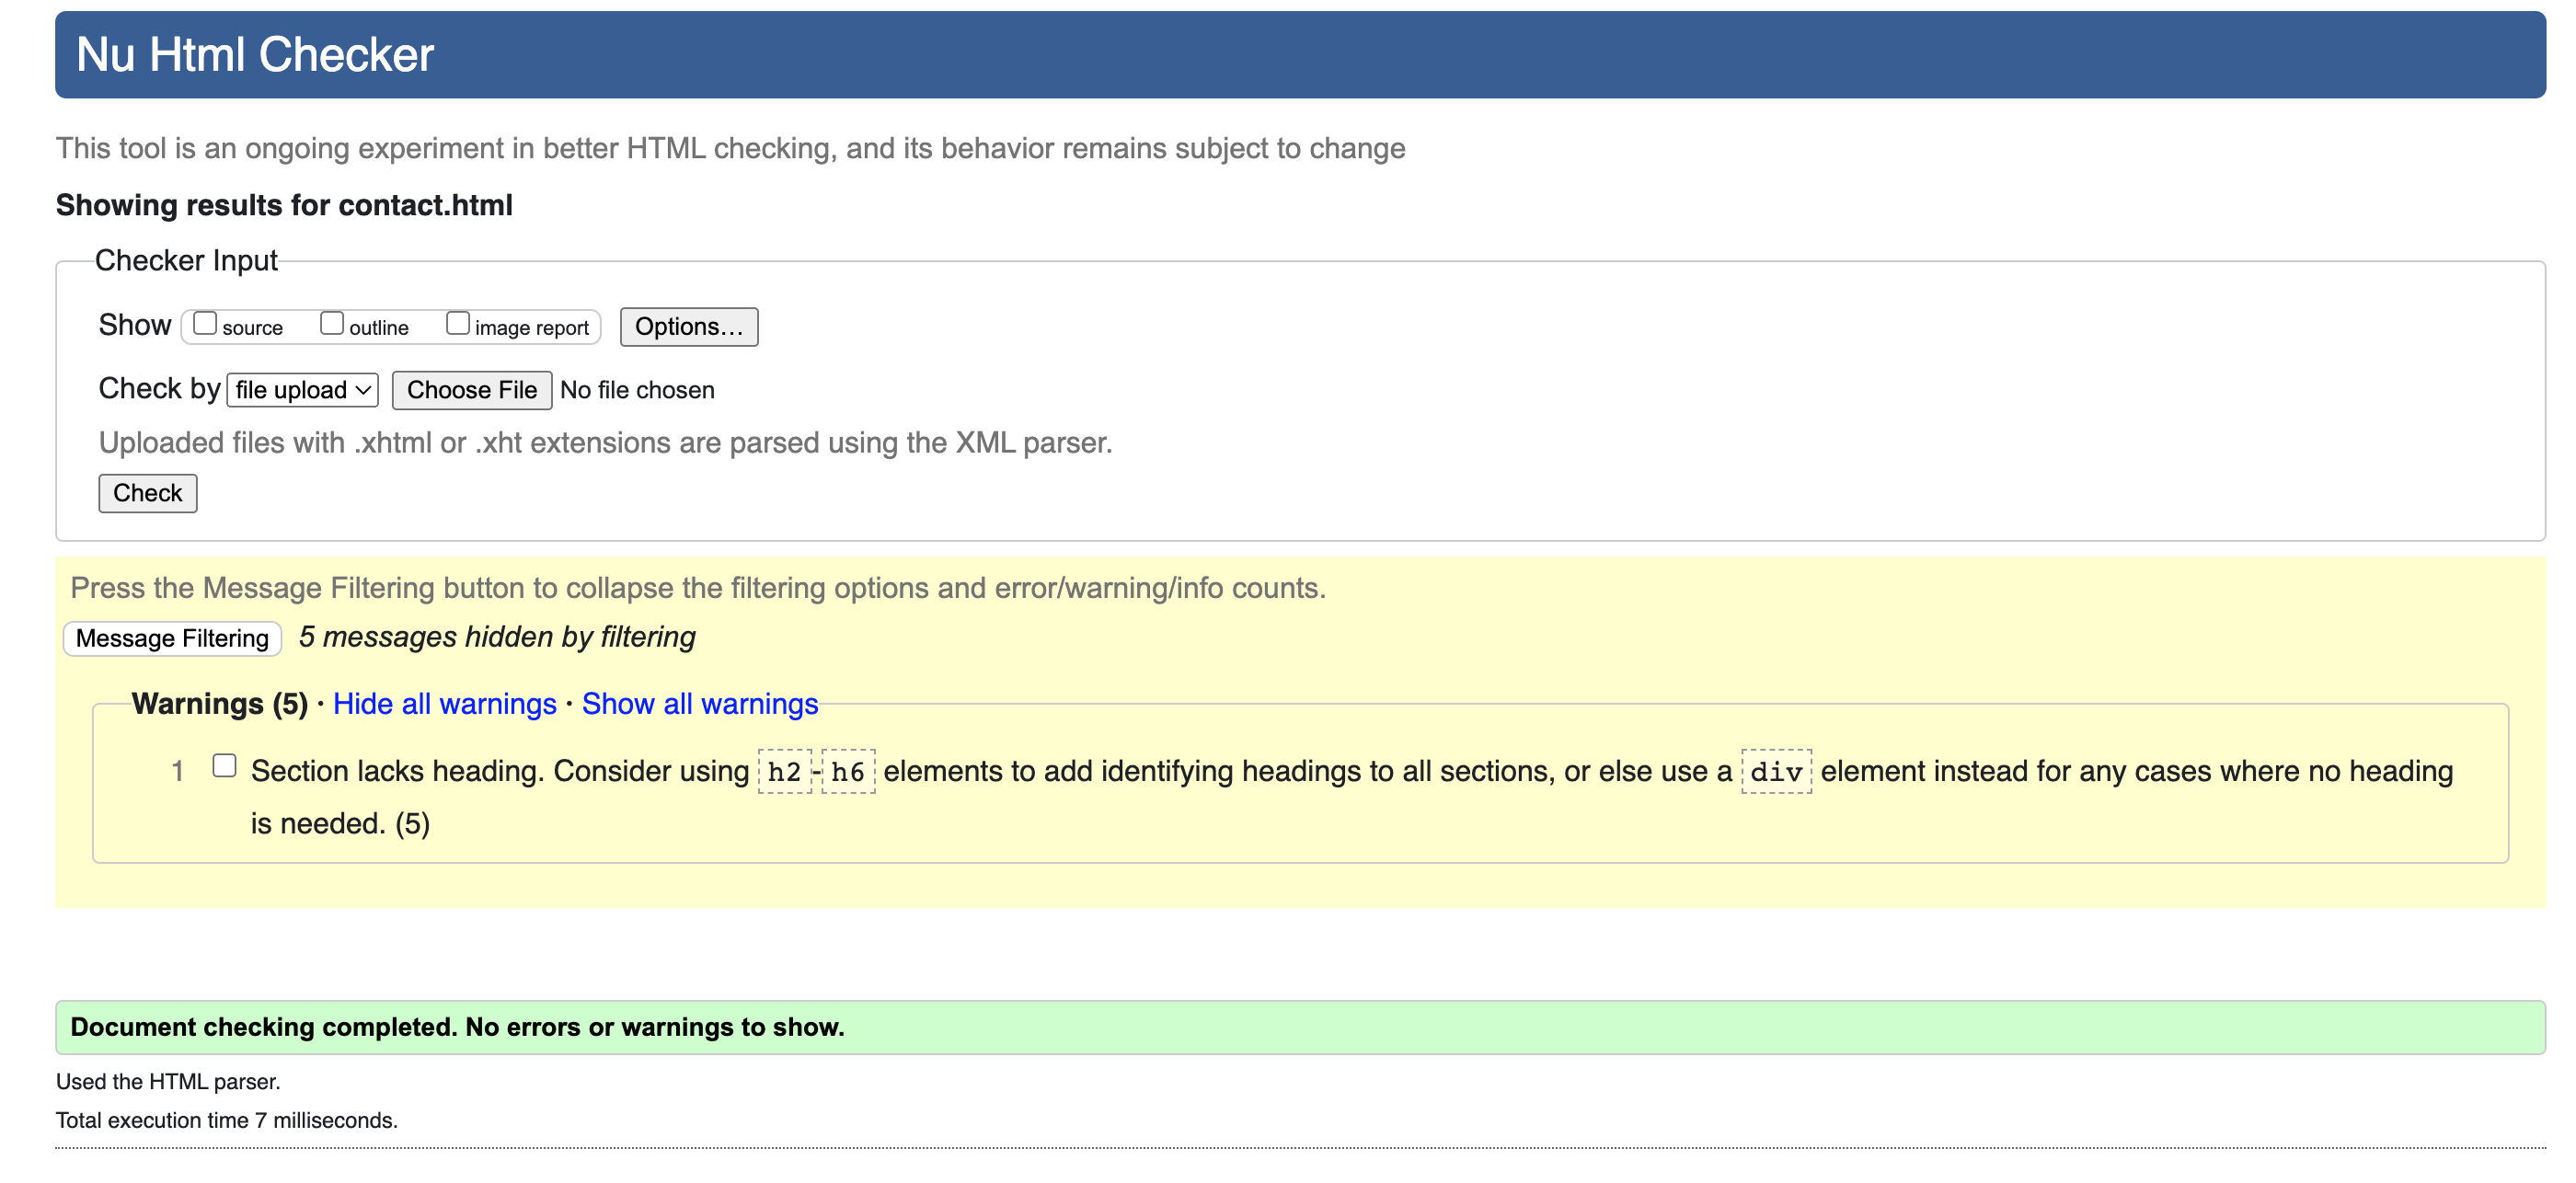 Nu Html Checker
This tool is an ongoing experiment in better HTML checking, and its behavior remains subject to change
Showing results for contact.html
Checker Input
Show source outline image report Options...
Check by file upload Choose File No file chosen
Uploaded files with .xhtml or .xht extensions are parsed using the XML parser.
Check
Press the Message Filtering button to collapse the filtering options and error/warning/info counts.
Message Filtering 5 messages hidden by filtering
Warnings (5) · Hide all warnings · Show all warnings
1 Section lacks heading. Consider using h2-h6 elements to add identifying headings to all sections, or else use a div element instead for any cases where no heading
is needed. (5)
Document checking completed. No errors or warnings to show.
Used the HTML parser.
Total execution time 7 milliseconds.